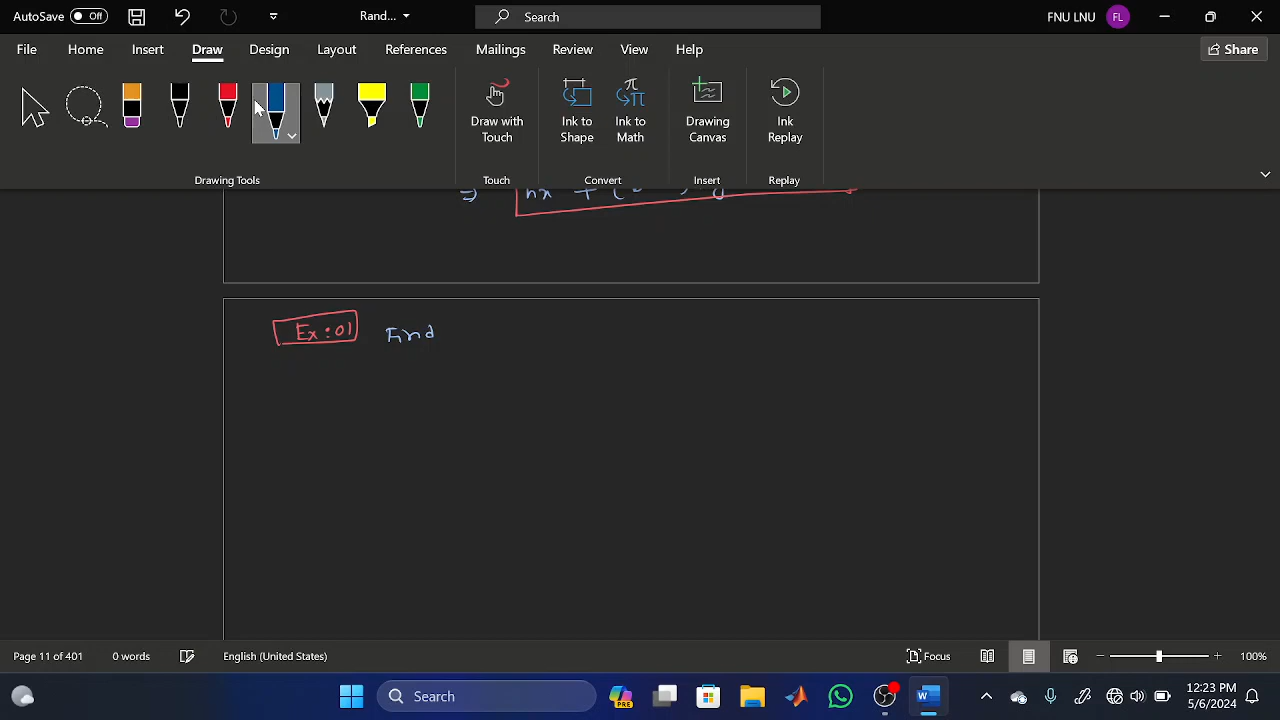 AutoSave Off Rand... Search FNU LNU FL
File Home Insert Draw Design Layout References Mailings Review View Help Share
Draw with Touch
Ink to Shape
Ink to Math
Drawing Canvas
Ink Replay
Drawing Tools Touch Convert Insert Replay
⇒ nx + (
Ex:01 Find
Page 11 of 401 0 words English (United States) Focus 100%
Search PRE 12:23 PM
5/6/2024